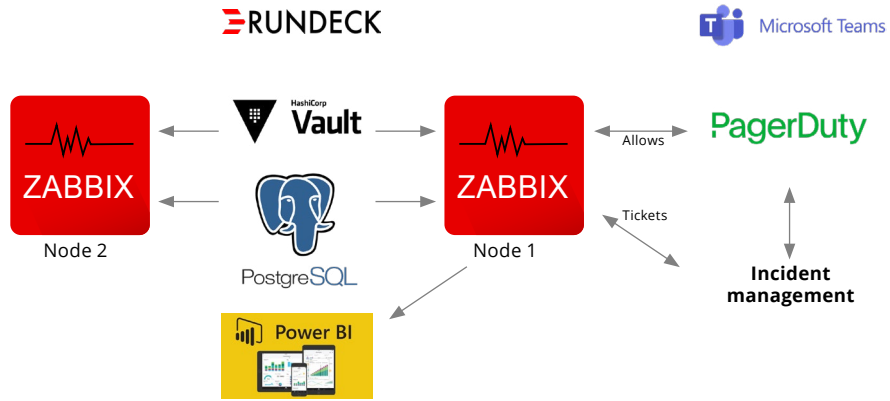 RUNDECK
Microsoft Teams
HashiCorp
Vault
ZABBIX
Node 2
ZABBIX
Node 1
Allows
PagerDuty
Tickets
PostgreSQL
Incident
management
Power BI